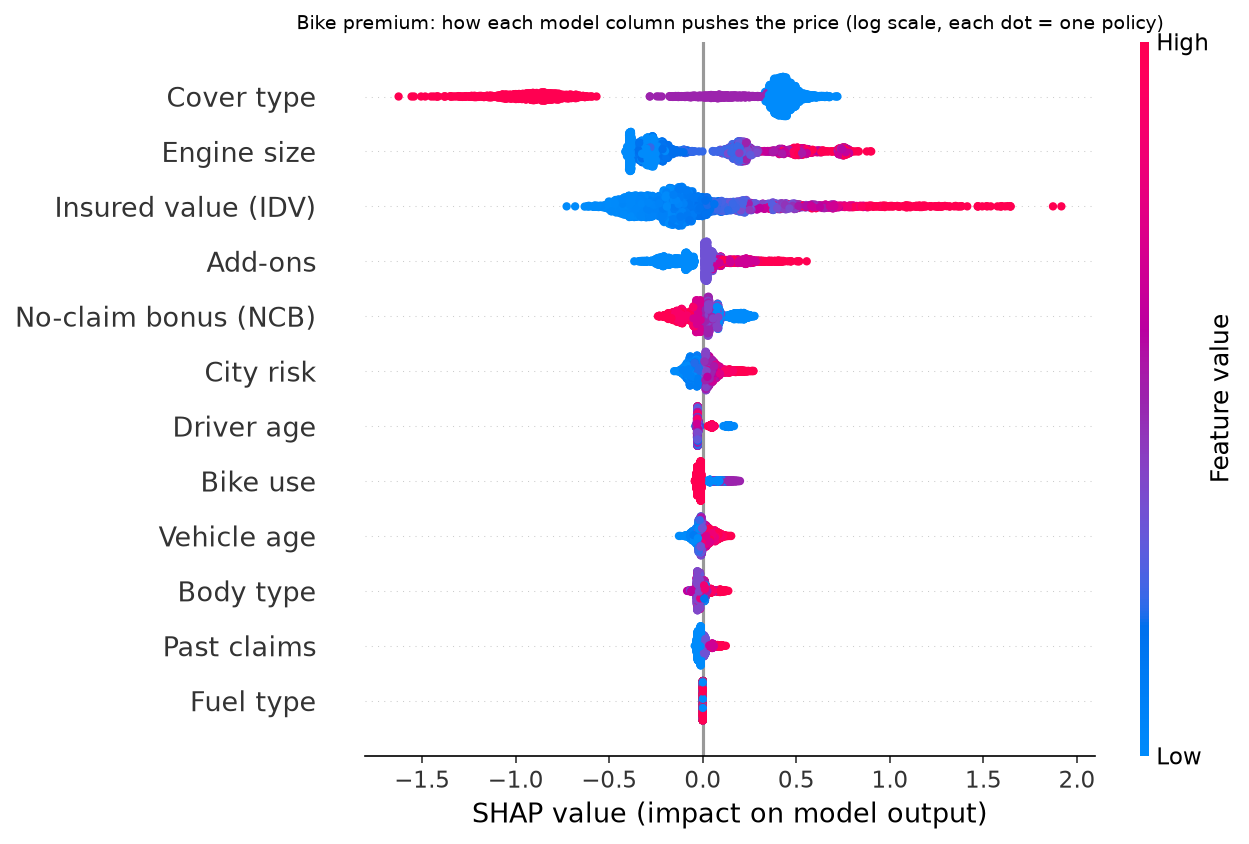 Bike premium: how each model column pushes the price (log scale, each dot = one policy)
High
Cover type
Engine size
Insured value (IDV)
Add-ons
No-claim bonus (NCB)
City risk
Driver age
Bike use
Vehicle age
Body type
Past claims
Fuel type
Feature value
Low
−1.5 −1.0 −0.5 0.0 0.5 1.0 1.5 2.0
SHAP value (impact on model output)